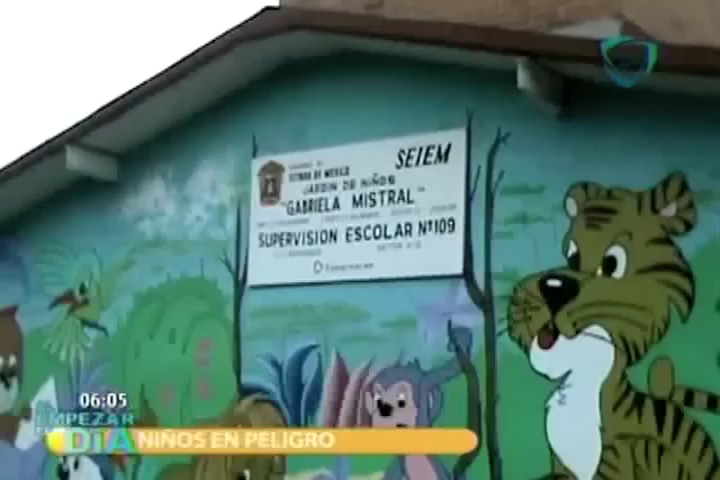 SEIEM
ESTADO DE MEXICO
JARDIN DE NIÑOS
"GABRIELA MISTRAL"
SUPERVISION ESCOLAR Nº109
06:05
EMPEZAR
DIA
NIÑOS EN PELIGRO